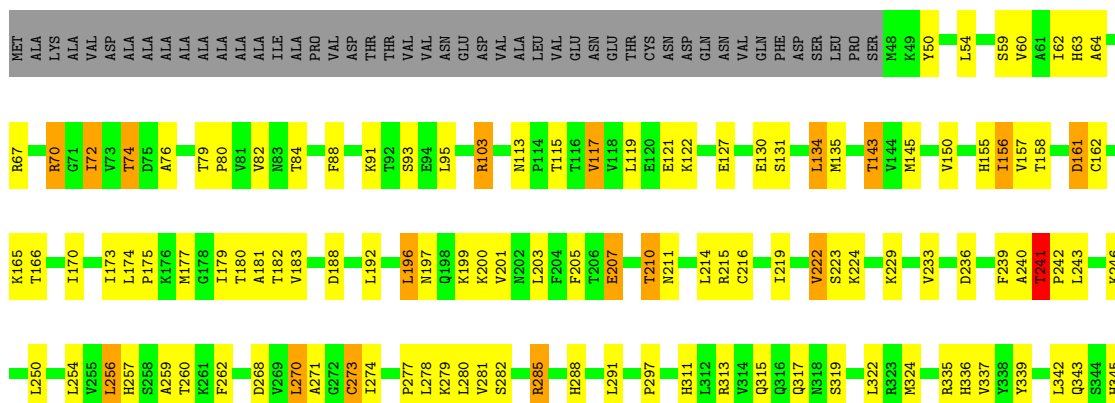 MET ALA LYS ALA VAL ASP ALA ALA ALA ALA ALA ALA ALA ALA ILE ALA PRO VAL ASP THR THR VAL VAL ASN GLU ASP VAL ALA LEU VAL GLU ASN GLU THR CYS ASN ASP GLN ASN VAL GLN PHE ASP SER LEU PRO SER M48 K49 Y50 L54 S59 V60 A61 I62 H63 A64
R67 R70 G71 I72 V73 T74 D75 A76 T79 P80 V81 V82 N83 T84 F88 K91 T92 S93 E94 L95 R103 N113 P114 T115 T116 V117 V118 L119 E120 E121 K122 E127 E130 S131 L134 M135 T143 V144 M145 V150 H155 I156 V157 T158 D161 C162
K165 T166 I170 I173 L174 P175 K176 M177 G178 I179 T180 A181 T182 V183 D188 L192 L196 N197 Q198 K199 K200 V201 N202 L203 F204 F205 T206 E207 T210 N211 L214 R215 C216 I219 V222 S223 K224 K229 V233 D236 F239 A240 T241 P242 L243 K246
L250 L254 V255 L256 H257 S258 A259 T260 K261 F262 D268 V269 L270 A271 G272 C273 I274 P277 L278 K279 L280 V281 S282 R285 H288 L291 P297 H311 L312 R313 V314 Q315 Q316 Q317 N318 S319 L322 R323 M324 R335 H336 V337 Y338 Y339 L342 Q343 S344